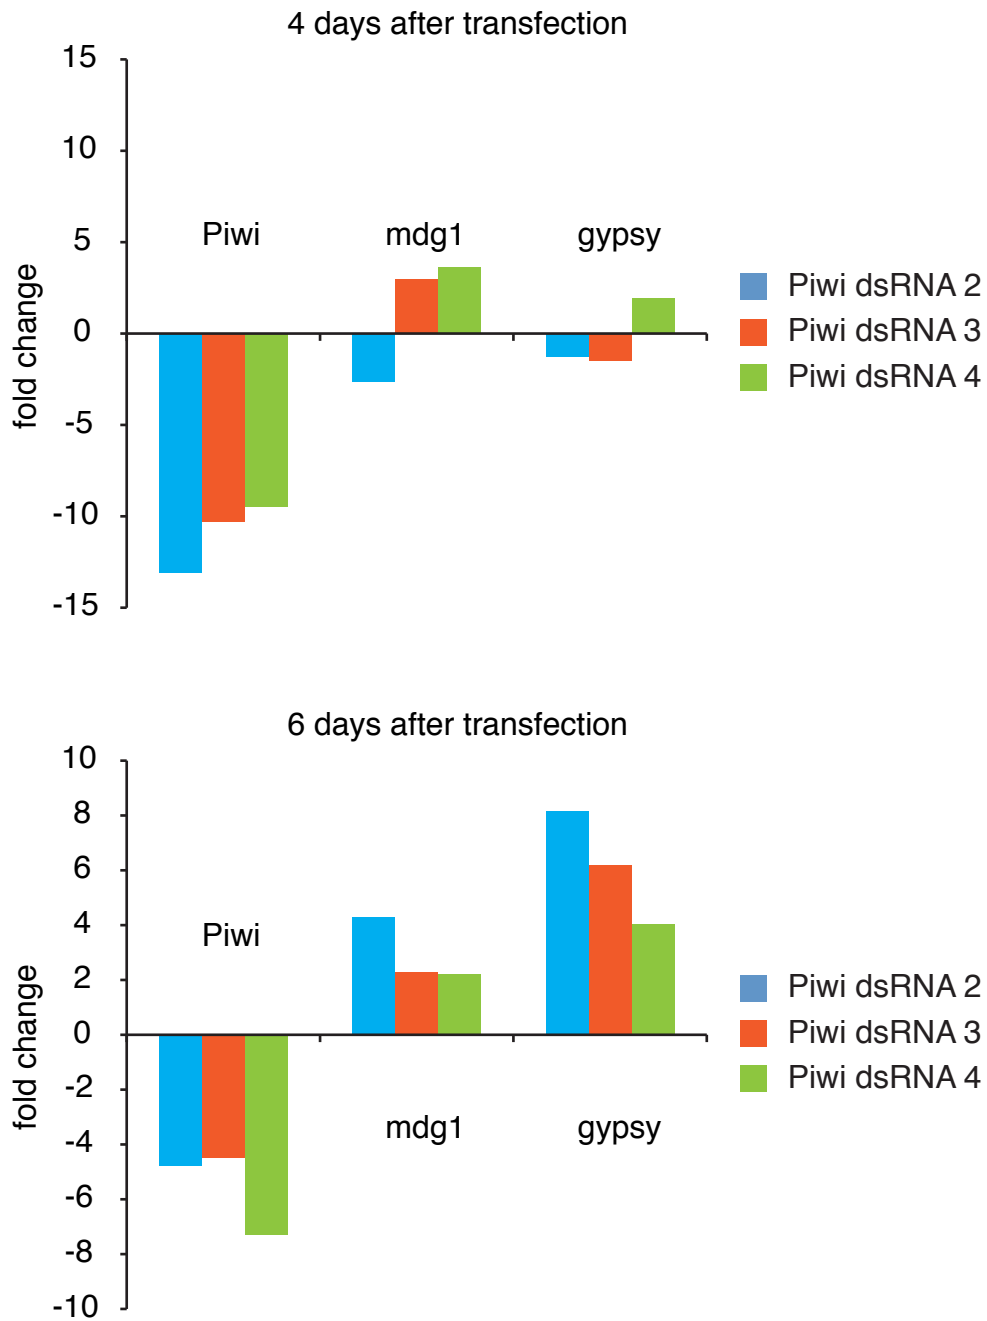 4 days after transfection
15
10
5
0
-5
-10
-15
fold change
Piwi
mdg1
gypsy
Piwi dsRNA 2
Piwi dsRNA 3
Piwi dsRNA 4
6 days after transfection
10
8
6
4
2
0
-2
-4
-6
-8
-10
fold change
Piwi
mdg1
gypsy
Piwi dsRNA 2
Piwi dsRNA 3
Piwi dsRNA 4